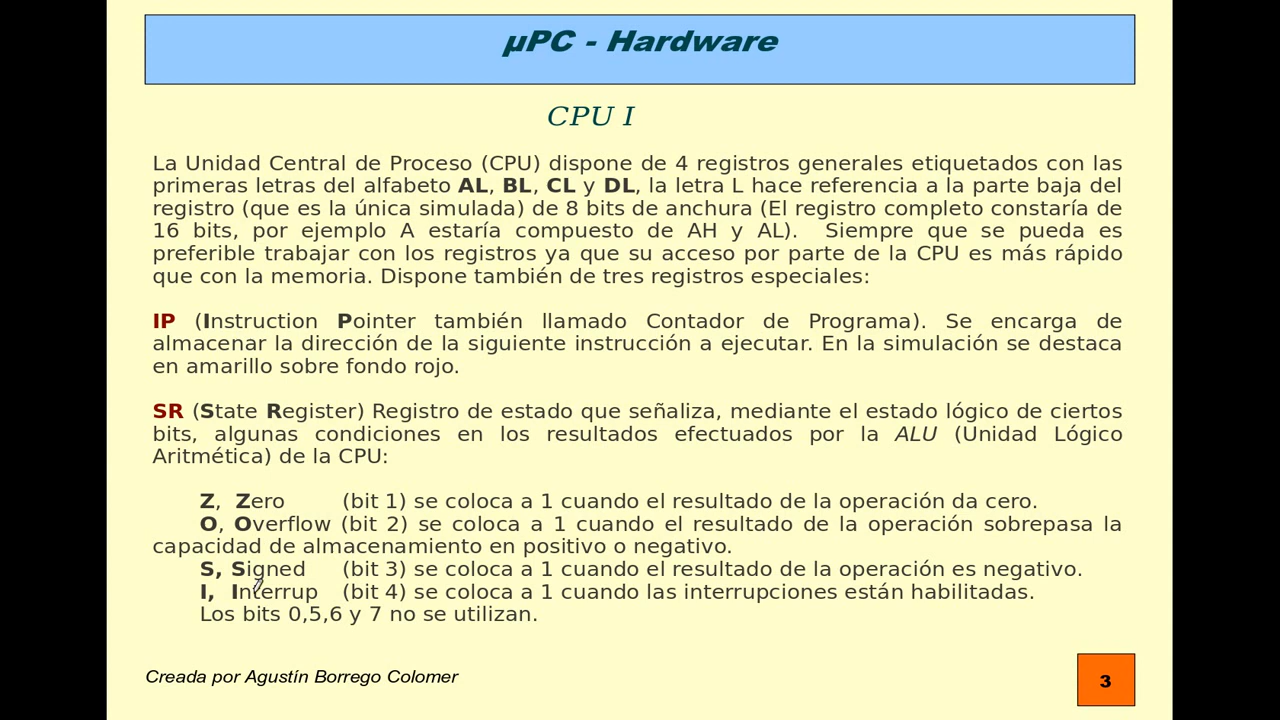 µPC - Hardware
CPU I
La Unidad Central de Proceso (CPU) dispone de 4 registros generales etiquetados con las
primeras letras del alfabeto AL, BL, CL y DL, la letra L hace referencia a la parte baja del
registro (que es la única simulada) de 8 bits de anchura (El registro completo constaría de
16 bits, por ejemplo A estaría compuesto de AH y AL). Siempre que se pueda es
preferible trabajar con los registros ya que su acceso por parte de la CPU es más rápido
que con la memoria. Dispone también de tres registros especiales:
IP (Instruction Pointer también llamado Contador de Programa). Se encarga de
almacenar la dirección de la siguiente instrucción a ejecutar. En la simulación se destaca
en amarillo sobre fondo rojo.
SR (State Register) Registro de estado que señaliza, mediante el estado lógico de ciertos
bits, algunas condiciones en los resultados efectuados por la ALU (Unidad Lógico
Aritmética) de la CPU:
Z, Zero (bit 1) se coloca a 1 cuando el resultado de la operación da cero.
O, Overflow (bit 2) se coloca a 1 cuando el resultado de la operación sobrepasa la
capacidad de almacenamiento en positivo o negativo.
S, Signed (bit 3) se coloca a 1 cuando el resultado de la operación es negativo.
I, Interrup (bit 4) se coloca a 1 cuando las interrupciones están habilitadas.
Los bits 0,5,6 y 7 no se utilizan.
Creada por Agustín Borrego Colomer
3